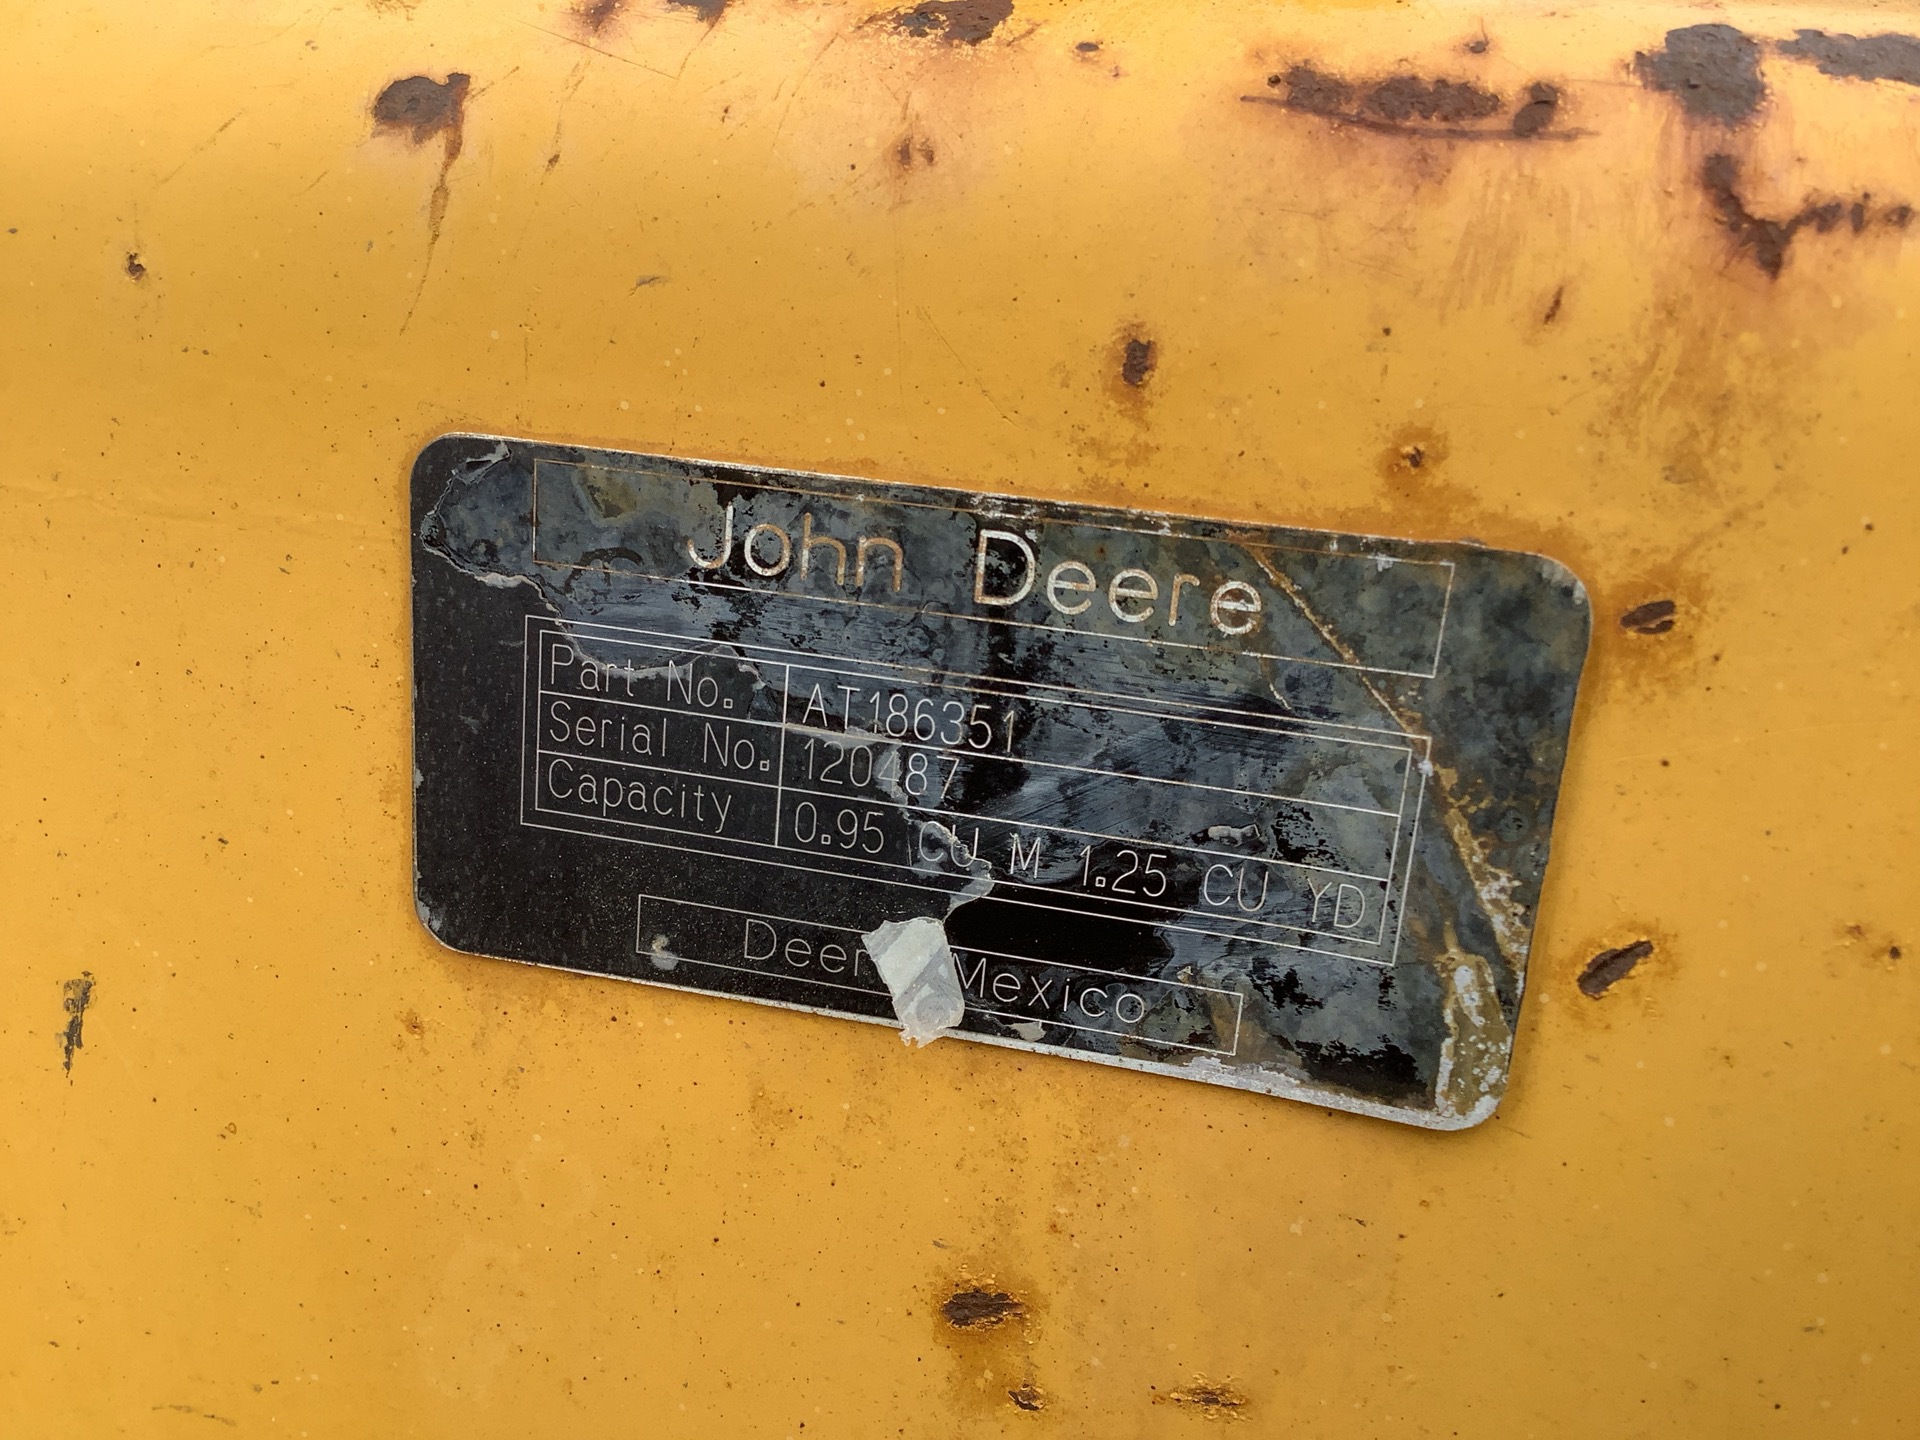 John Deere
Part No. AT186351
Serial No. 120487
Capacity 0.95 CU M 1.25 CU YD
Mexico